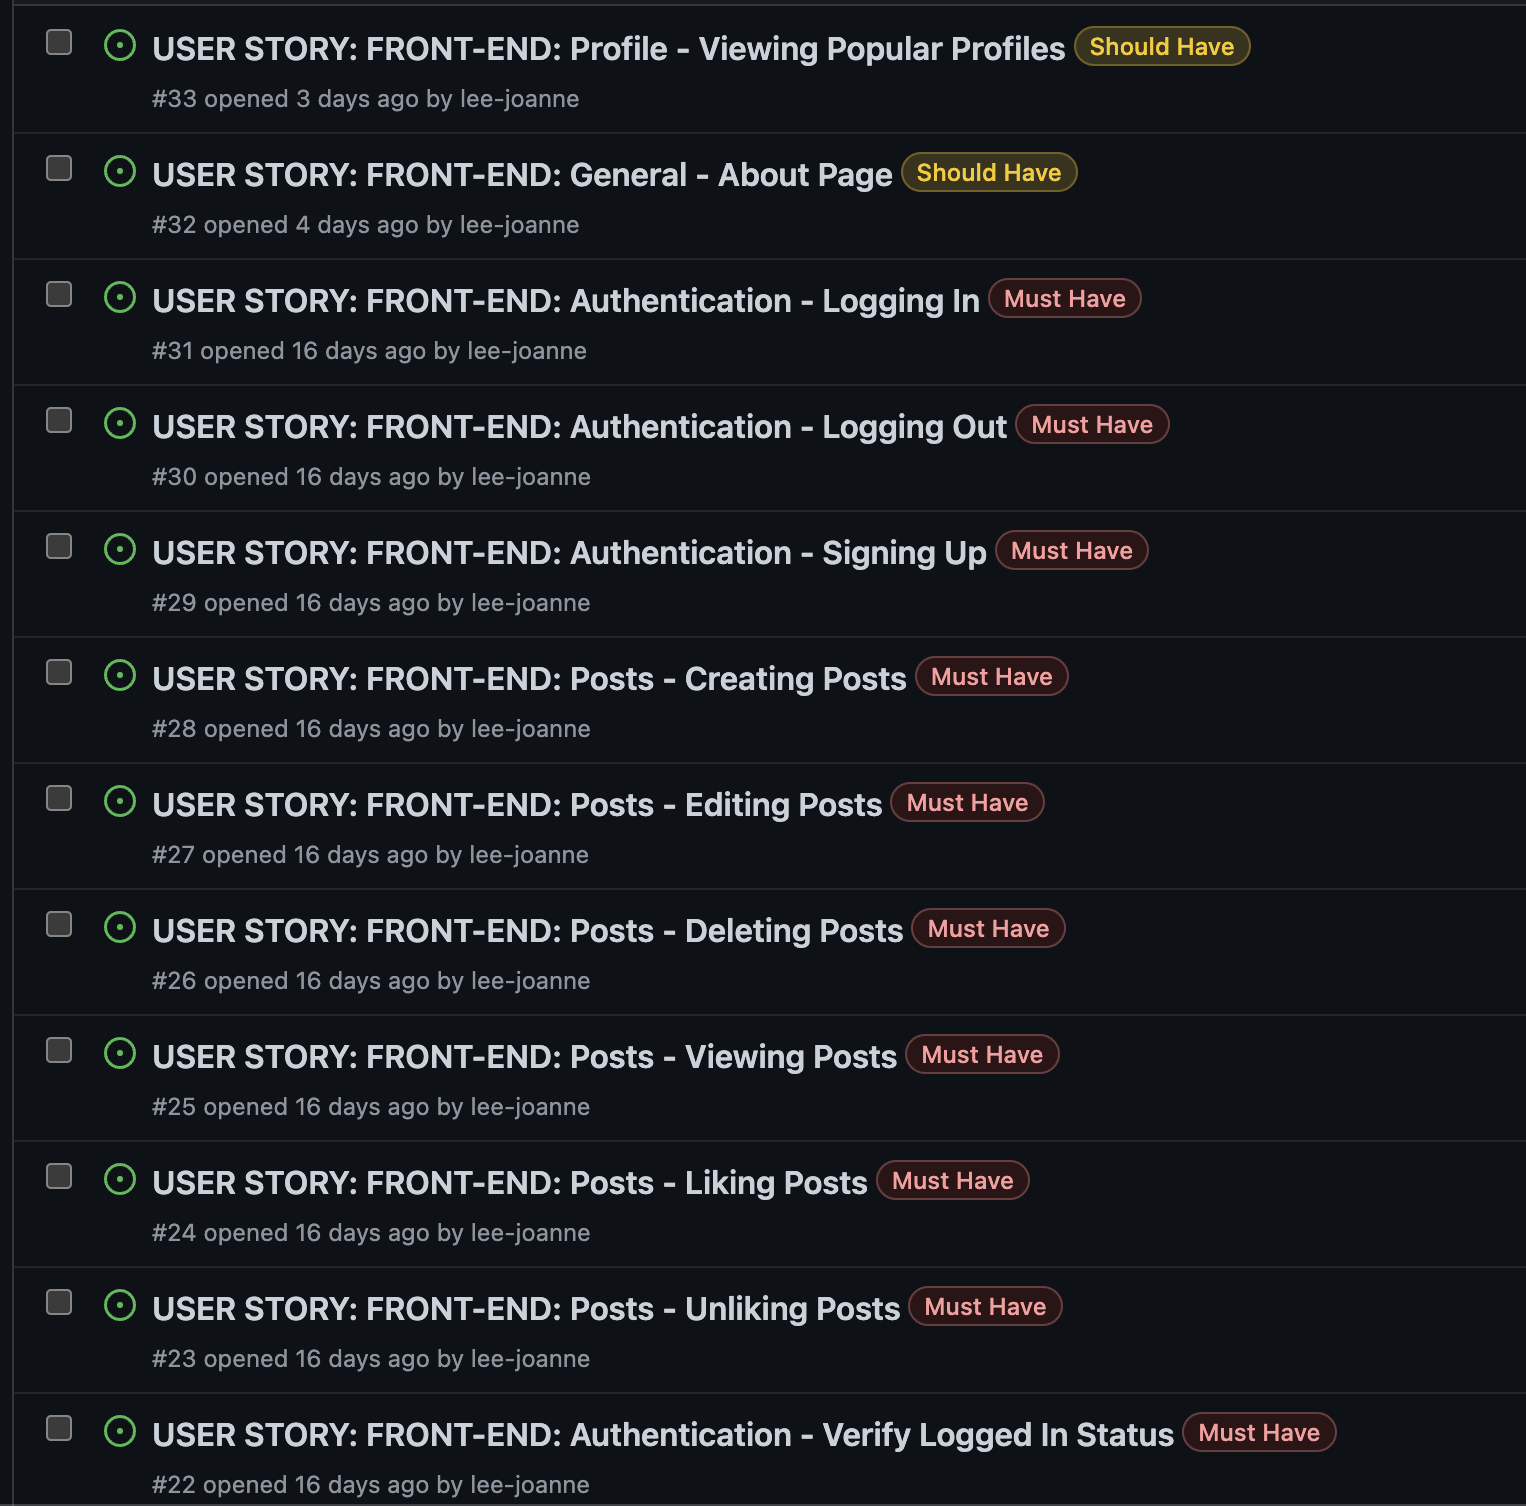 USER STORY: FRONT-END: Profile - Viewing Popular Profiles Should Have
#33 opened 3 days ago by lee-joanne
USER STORY: FRONT-END: General - About Page Should Have
#32 opened 4 days ago by lee-joanne
USER STORY: FRONT-END: Authentication - Logging In Must Have
#31 opened 16 days ago by lee-joanne
USER STORY: FRONT-END: Authentication - Logging Out Must Have
#30 opened 16 days ago by lee-joanne
USER STORY: FRONT-END: Authentication - Signing Up Must Have
#29 opened 16 days ago by lee-joanne
USER STORY: FRONT-END: Posts - Creating Posts Must Have
#28 opened 16 days ago by lee-joanne
USER STORY: FRONT-END: Posts - Editing Posts Must Have
#27 opened 16 days ago by lee-joanne
USER STORY: FRONT-END: Posts - Deleting Posts Must Have
#26 opened 16 days ago by lee-joanne
USER STORY: FRONT-END: Posts - Viewing Posts Must Have
#25 opened 16 days ago by lee-joanne
USER STORY: FRONT-END: Posts - Liking Posts Must Have
#24 opened 16 days ago by lee-joanne
USER STORY: FRONT-END: Posts - Unliking Posts Must Have
#23 opened 16 days ago by lee-joanne
USER STORY: FRONT-END: Authentication - Verify Logged In Status Must Have
#22 opened 16 days ago by lee-joanne